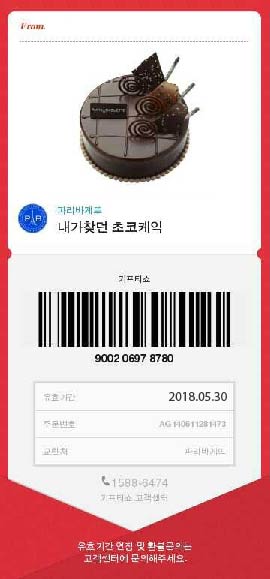 From.
파리바게뜨
내가찾던 초코케익
기프티쇼
9002 0697 8780
유효기간 2018.05.30
주문번호 AG140611281473
교환처 파리바게뜨
1588-6474
기프티쇼 고객센터
유효기간 연장 및 환불문의는
고객센터에 문의해주세요.